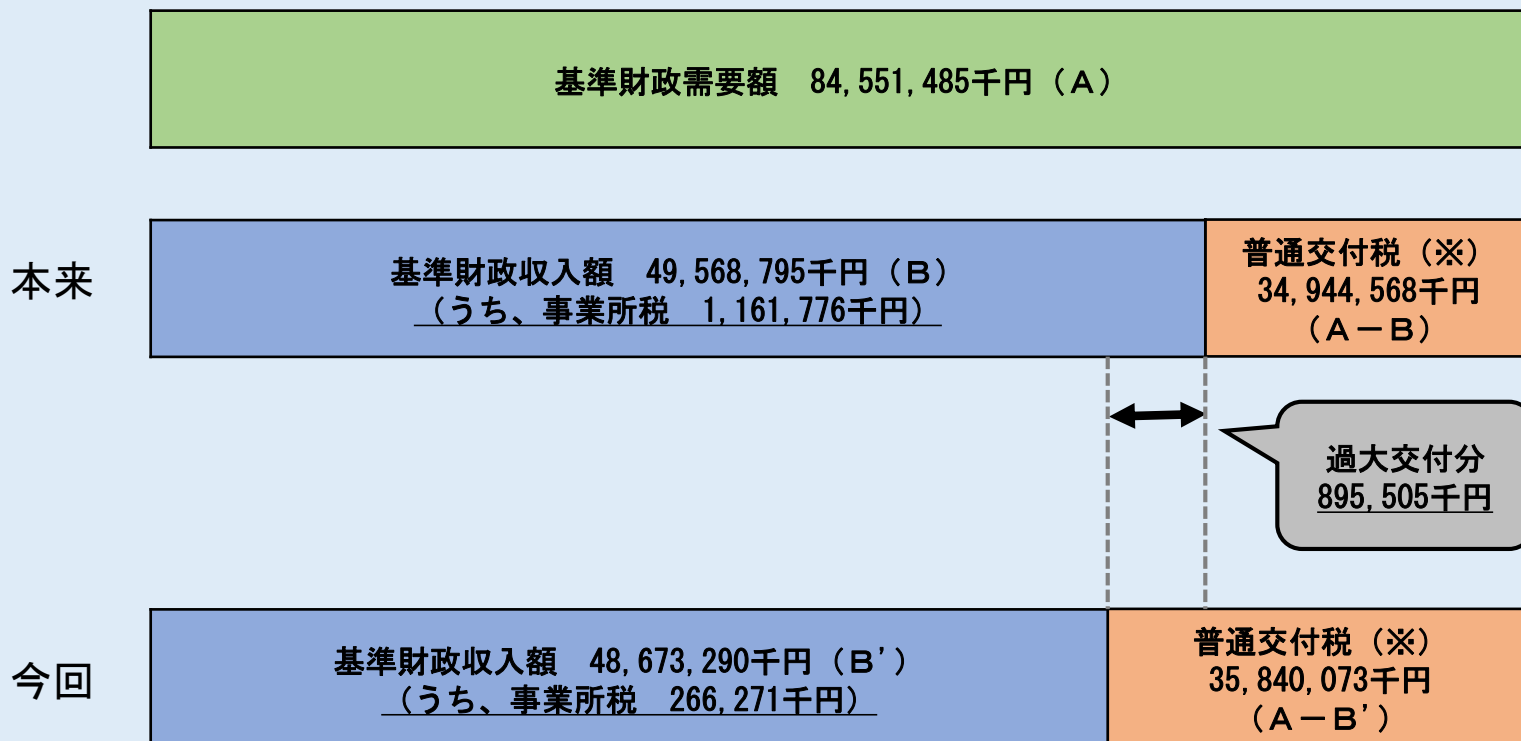 基準財政需要額　84,551,485千円（Ａ）
本来
基準財政収入額　49,568,795千円（Ｂ）
（うち、事業所税　1,161,776千円）
普通交付税（※）
34,944,568千円
（Ａ－Ｂ）
過大交付分
895,505千円
今回
基準財政収入額　48,673,290千円（Ｂ'）
（うち、事業所税　266,271千円）
普通交付税（※）
35,840,073千円
（Ａ－Ｂ'）